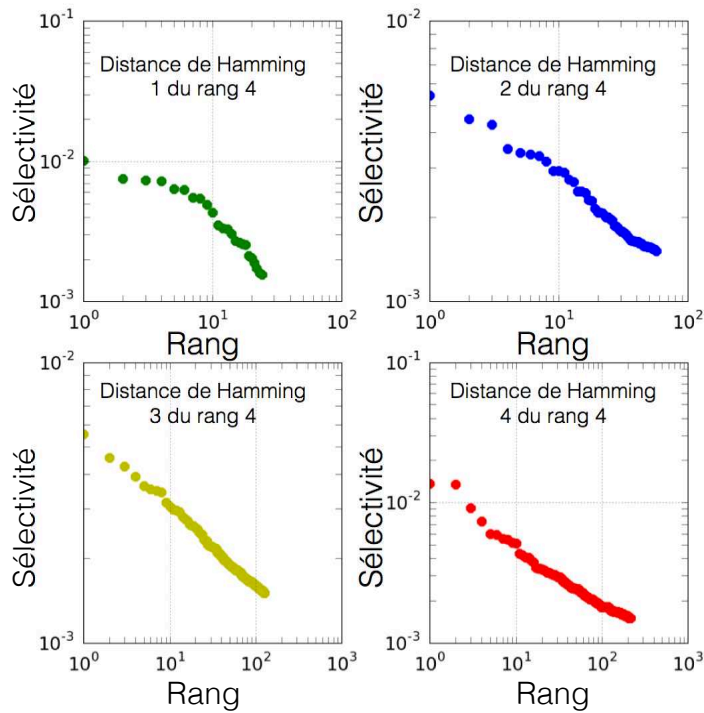 10⁻¹
10⁻²
10⁻³
Sélectivité
Distance de Hamming
1 du rang 4
10⁰
10¹
10²
Rang
10⁻²
10⁻³
Sélectivité
Distance de Hamming
2 du rang 4
10⁰
10¹
10²
Rang
10⁻²
10⁻³
Sélectivité
Distance de Hamming
3 du rang 4
10⁰
10¹
10²
10³
Rang
10⁻¹
10⁻²
10⁻³
Sélectivité
Distance de Hamming
4 du rang 4
10⁰
10¹
10²
10³
Rang